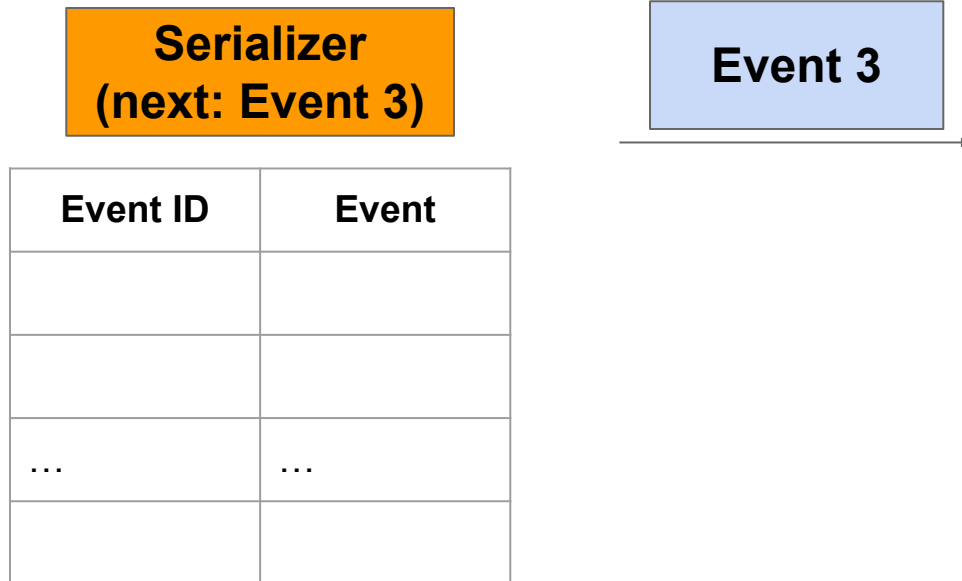 Serializer
(next: Event 3)
Event 3
Event ID Event
... ...